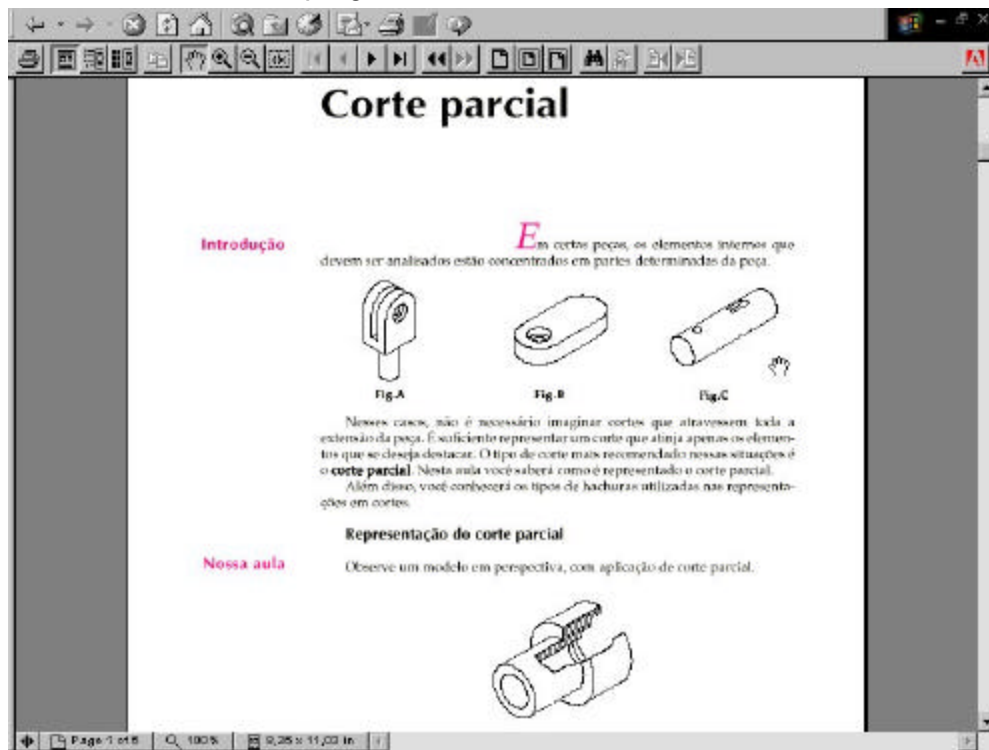 Corte parcial
Introdução
Em certas peças, os elementos internos que
devem ser analisados estão concentrados em partes determinadas da peça.
Fig.A
Fig.B
Fig.C
Nesses casos, não é necessário imaginar cortes que atravessem toda a
extensão da peça. É suficiente representar um corte que atinja apenas os elemen-
tos que se deseja destacar. O tipo de corte mais recomendado nessas situações é
o corte parcial. Nesta aula você saberá como é representado o corte parcial.
Além disso, você conhecerá os tipos de hachuras utilizadas nas representa-
ções em cortes.
Representação do corte parcial
Nossa aula
Observe um modelo em perspectiva, com aplicação de corte parcial.
Page 1 of 6
100%
8,25 x 11,03 in